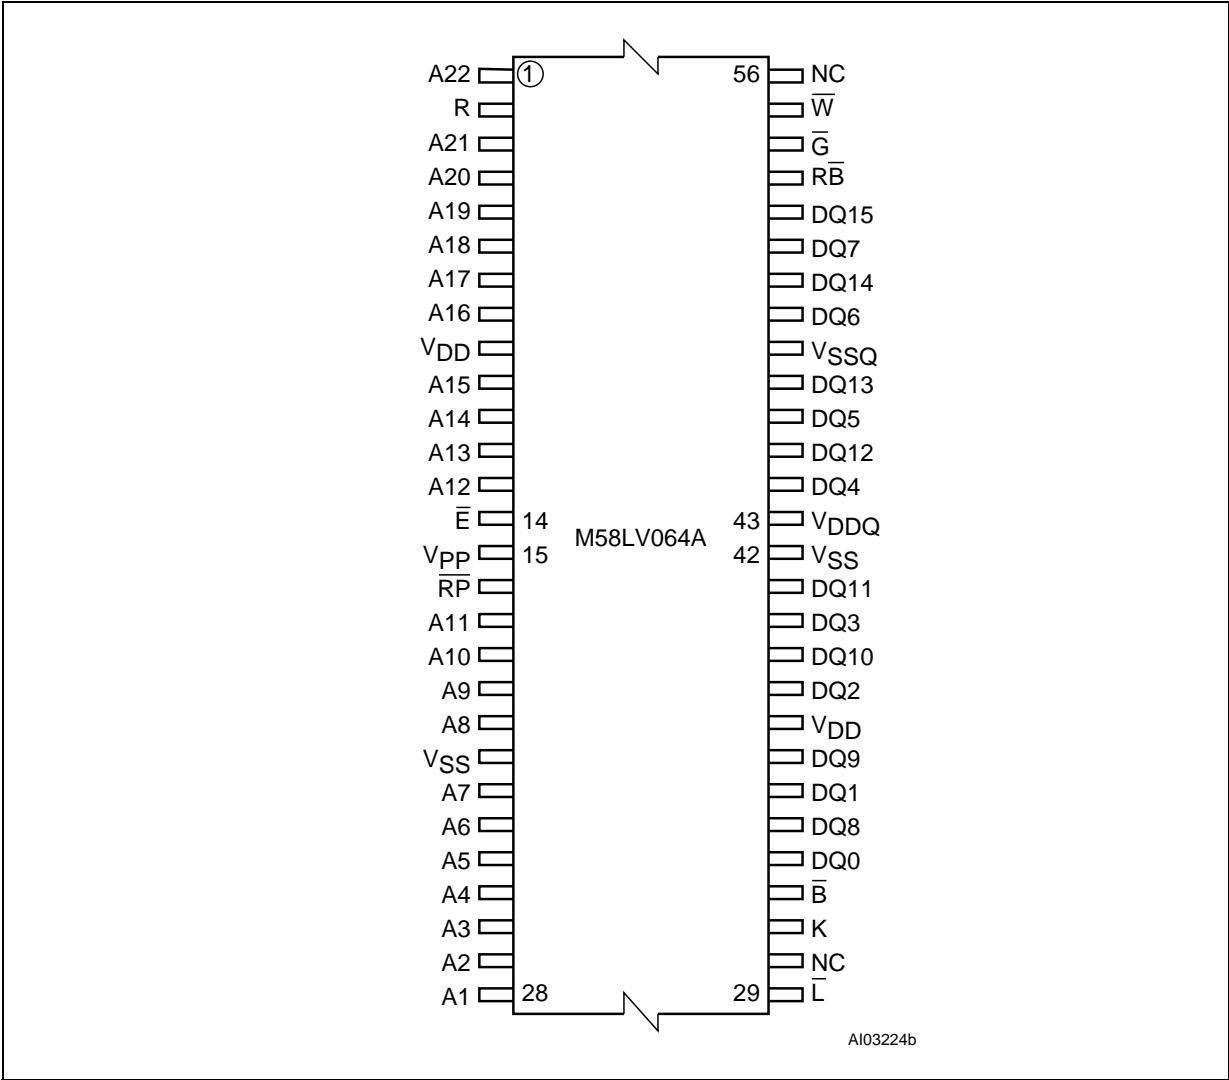 A22 1 56 NC
R W̅
A21 G̅
A20 RB̅
A19 DQ15
A18 DQ7
A17 DQ14
A16 DQ6
VDD VSSQ
A15 DQ13
A14 DQ5
A13 DQ12
A12 DQ4
E̅ 14 43 VDDQ
M58LV064A
VPP 15 42 VSS
R̅P̅ DQ11
A11 DQ3
A10 DQ10
A9 DQ2
A8 VDD
VSS DQ9
A7 DQ1
A6 DQ8
A5 DQ0
A4 B̅
A3 K
A2 NC
A1 28 29 L̅
AI03224b